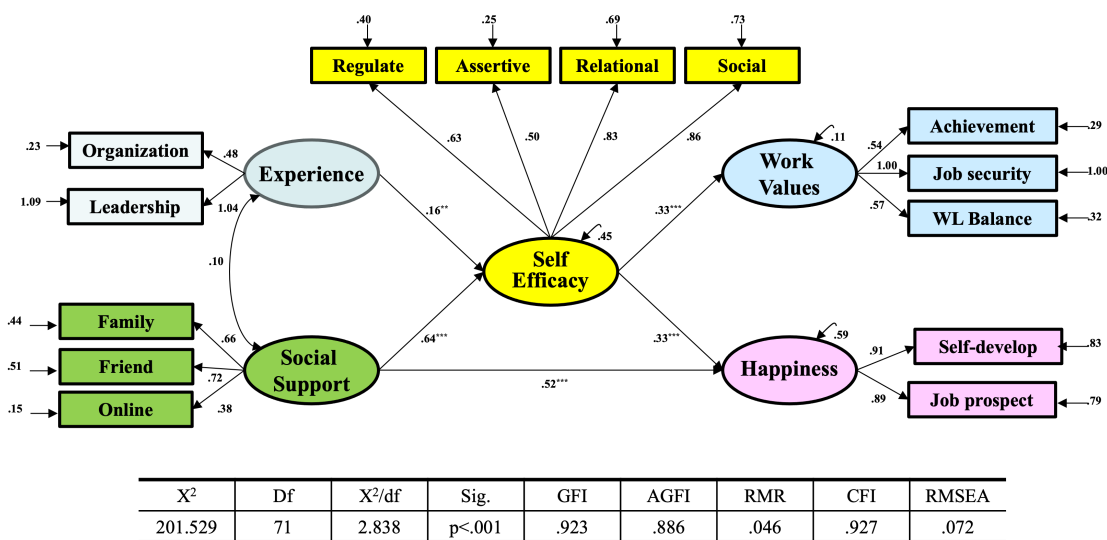 .40
.25
.69
.73
Regulate
Assertive
Relational
Social
.63
.50
.83
.86
.23
Organization
.48
1.09
Leadership
1.04
Experience
.16**
.10
Self
Efficacy
.45
.33***
Work
Values
.11
.54
Achievement
.29
1.00
Job security
1.00
.57
WL Balance
.32
.44
Family
.66
.51
Friend
.72
.15
Online
.38
Social
Support
.64***
.52***
.33***
Happiness
.59
.91
Self-develop
.83
.89
Job prospect
.79
X² Df X²/df Sig. GFI AGFI RMR CFI RMSEA
201.529 71 2.838 p<.001 .923 .886 .046 .927 .072